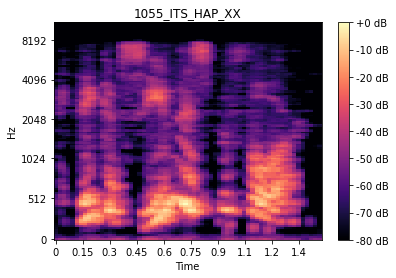 1055_ITS_HAP_XX
+0 dB
8192
-10 dB
4096
-20 dB
-30 dB
2048
Hz
-40 dB
1024
-50 dB
512
-60 dB
-70 dB
0
-80 dB
0 0.15 0.3 0.45 0.6 0.75 0.9 1.1 1.2 1.4
Time